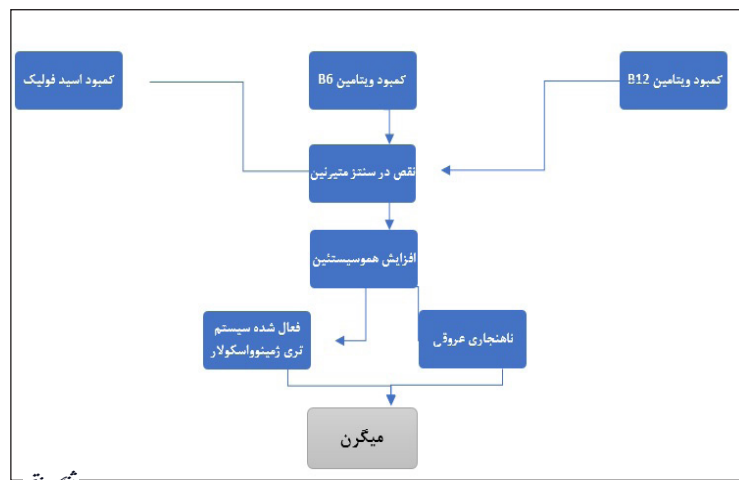 کمبود ویتامین B12
کمبود ویتامین B6
کمبود اسید فولیک
نقص در سنتز متیرنین
افزایش هموسیستئین
ناهنجاری عروقی
فعال شده سیستم
تری ژمینوواسکولار
میگرن